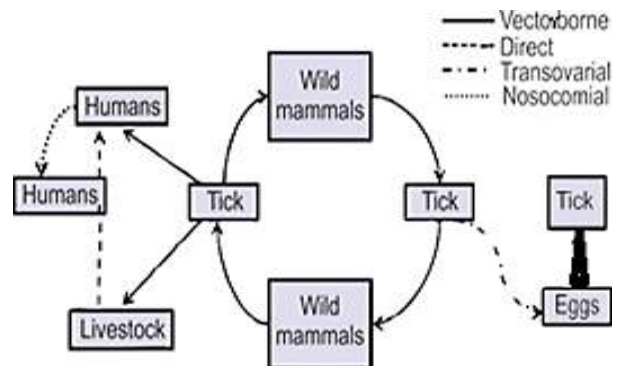 Vectorborne
Direct
Transovarial
Nosocomial
Wild
mammals
Humans
Humans
Tick
Tick
Tick
Livestock
Wild
mammals
Eggs